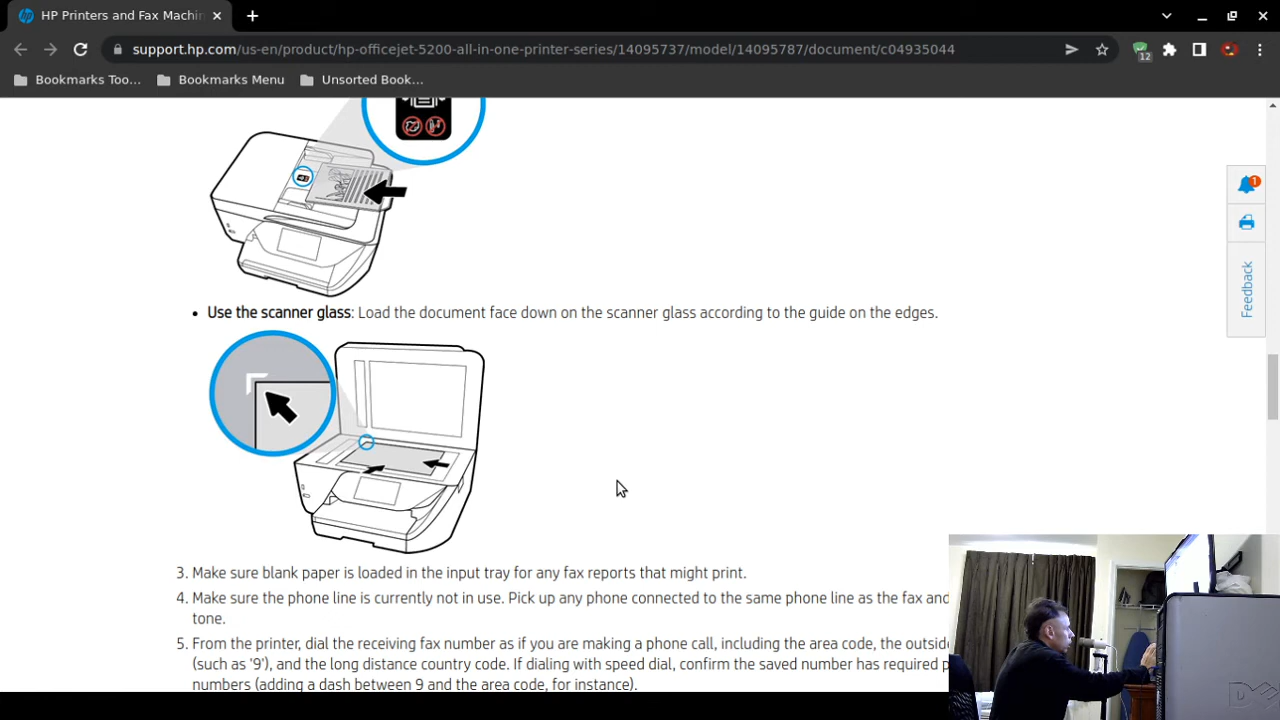 HP Printers and Fax Machin
support.hp.com/us-en/product/hp-officejet-5200-all-in-one-printer-series/14095737/model/14095787/document/c04935044
12
Bookmarks Too...
Bookmarks Menu
Unsorted Book...
1
Feedback
• Use the scanner glass: Load the document face down on the scanner glass according to the guide on the edges.
3. Make sure blank paper is loaded in the input tray for any fax reports that might print.
4. Make sure the phone line is currently not in use. Pick up any phone connected to the same phone line as the fax and
tone.
5. From the printer, dial the receiving fax number as if you are making a phone call, including the area code, the outside
(such as '9'), and the long distance country code. If dialing with speed dial, confirm the saved number has required
numbers (adding a dash between 9 and the area code, for instance).